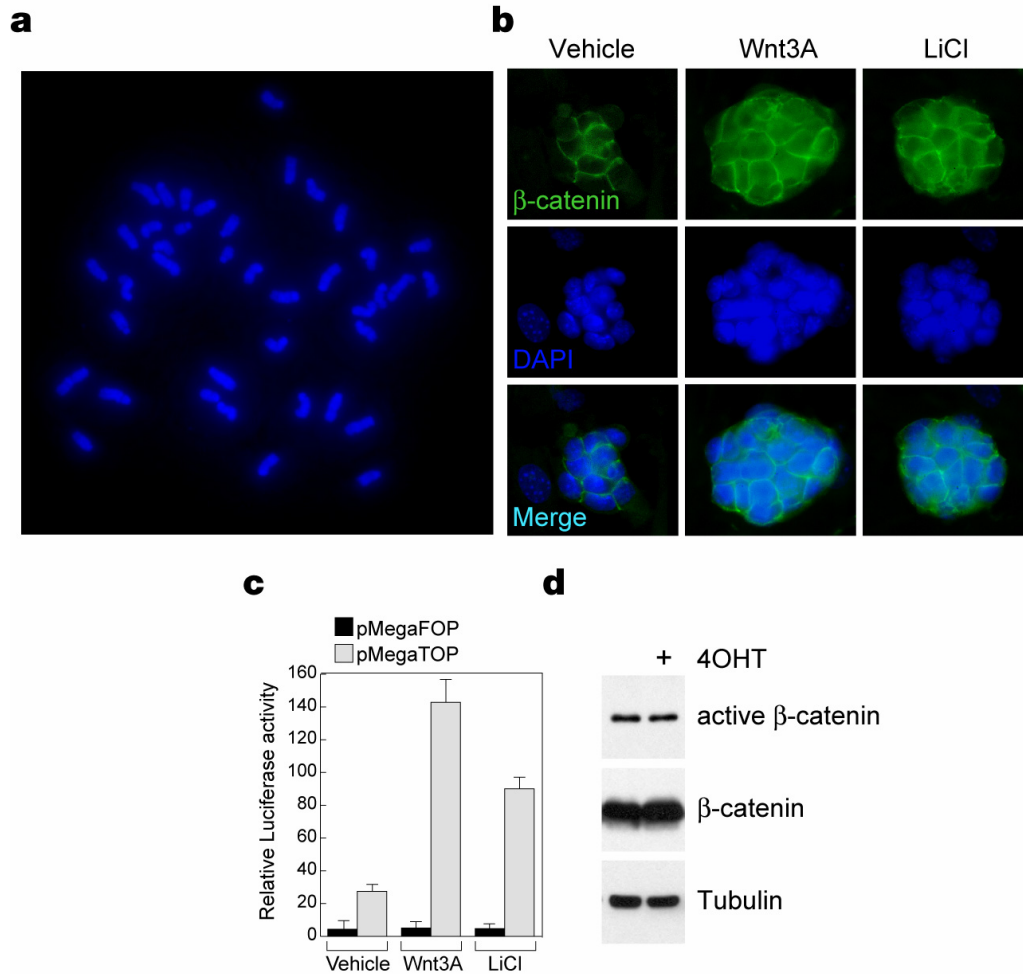 a
b
Vehicle Wnt3A LiCl
β-catenin
DAPI
Merge
c
pMegaFOP
pMegaTOP
Relative Luciferase activity
160
140
120
100
80
60
40
20
0
Vehicle Wnt3A LiCl
d
+ 4OHT
active β-catenin
β-catenin
Tubulin